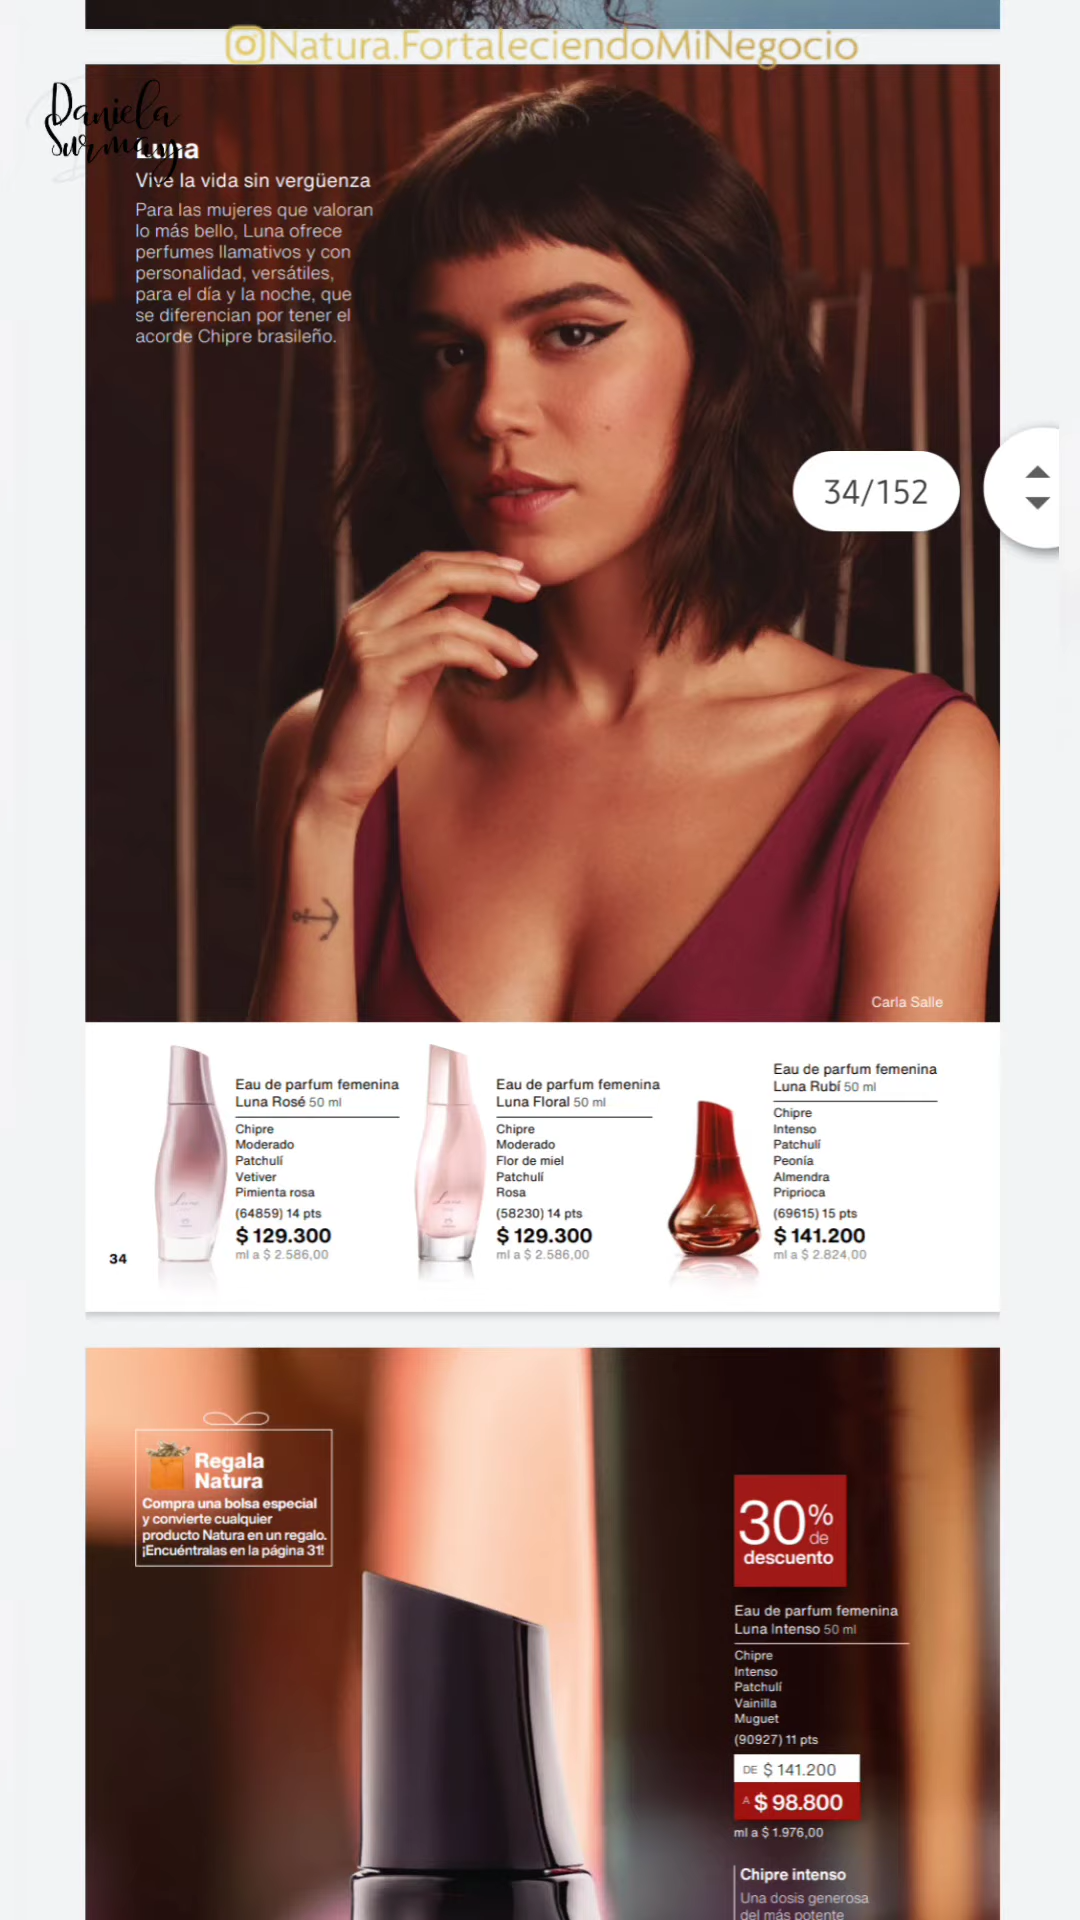 Natura.FortaleciendoMiNegocio
Daniela
Surmay
Luna
Vive la vida sin vergüenza
Para las mujeres que valoran
lo más bello, Luna ofrece
perfumes llamativos y con
personalidad, versátiles,
para el día y la noche, que
se diferencian por tener el
acorde Chipre brasileño.
34/152
Carla Salle
Eau de parfum femenina
Luna Rosé 50 ml
Chipre
Moderado
Patchulí
Vetiver
Pimienta rosa
(64859) 14 pts
$ 129.300
ml a $ 2.586,00
Eau de parfum femenina
Luna Floral 50 ml
Chipre
Moderado
Flor de miel
Patchulí
Rosa
(58230) 14 pts
$ 129.300
ml a $ 2.586,00
Eau de parfum femenina
Luna Rubí 50 ml
Chipre
Intenso
Patchulí
Peonía
Almendra
Priprioca
(69615) 15 pts
$ 141.200
ml a $ 2.824,00
34
Luna
Luna
Luna
Regala
Natura
Compra una bolsa especial
y convierte cualquier
producto Natura en un regalo.
¡Encuéntralas en la página 31!
30%
de
descuento
Eau de parfum femenina
Luna Intenso 50 ml
Chipre
Intenso
Patchulí
Vainilla
Muguet
(90927) 11 pts
DE $ 141.200
A $ 98.800
ml a $ 1.976,00
Chipre intenso
Una dosis generosa
del más potente